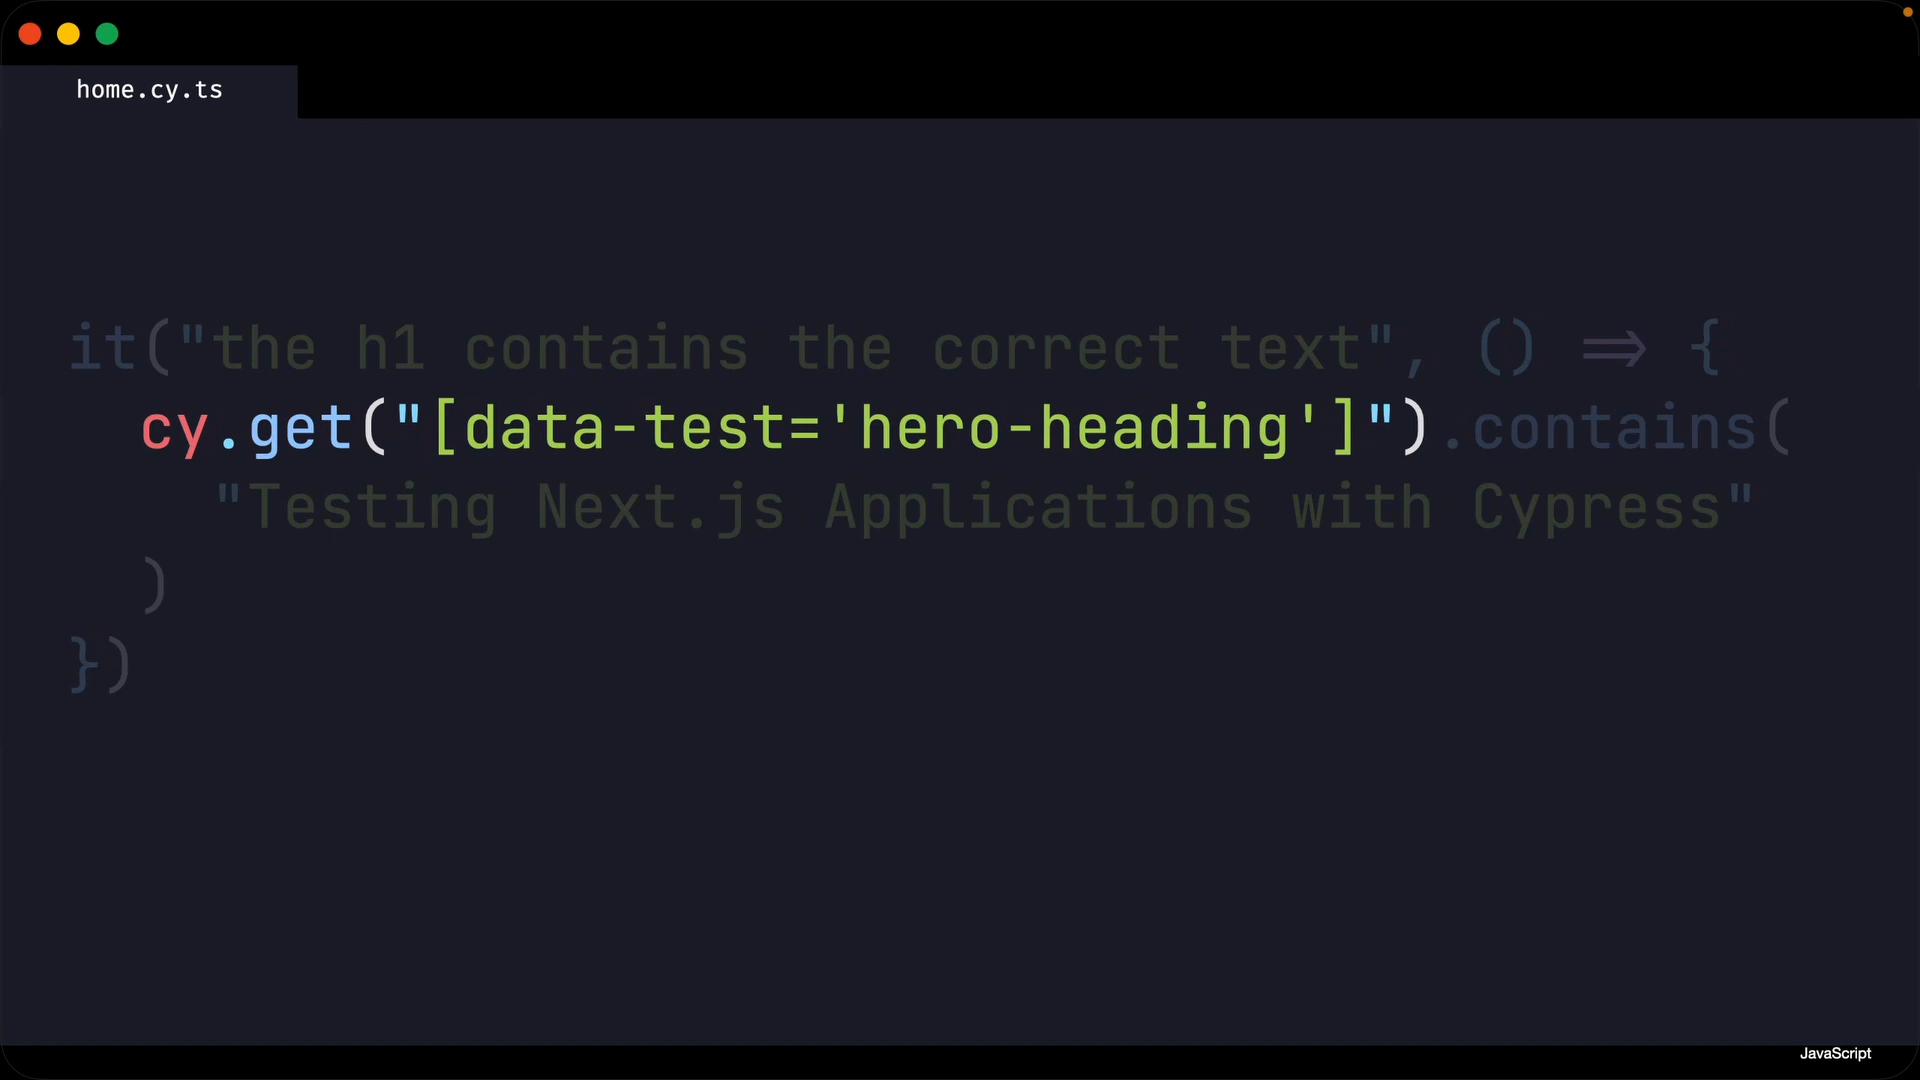 home.cy.ts
it("the h1 contains the correct text", () => {
cy.get("[data-test='hero-heading']").contains(
"Testing Next.js Applications with Cypress"
)
})
JavaScript